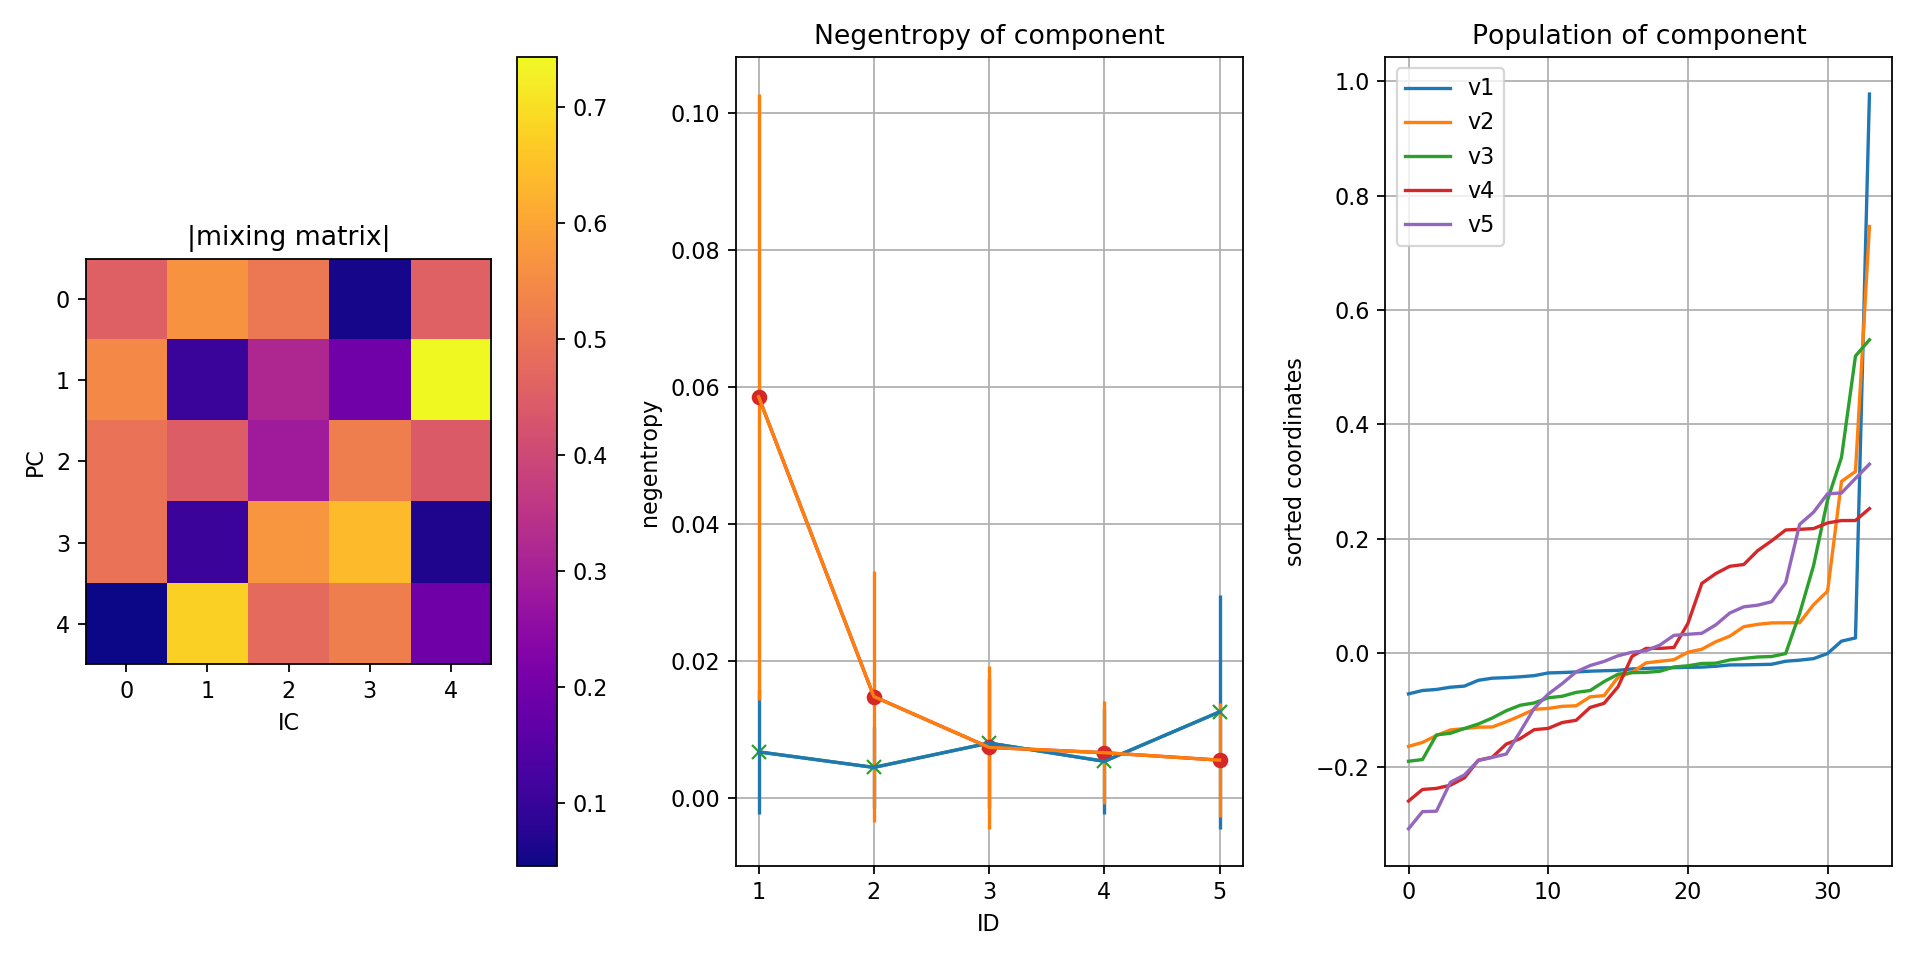 |mixing matrix|
PC
0
1
2
3
4
0 1 2 3 4
IC
0.7
0.6
0.5
0.4
0.3
0.2
0.1
Negentropy of component
negentropy
0.10
0.08
0.06
0.04
0.02
0.00
1 2 3 4 5
ID
Population of component
sorted coordinates
1.0
0.8
0.6
0.4
0.2
0.0
−0.2
0 10 20 30
v1
v2
v3
v4
v5